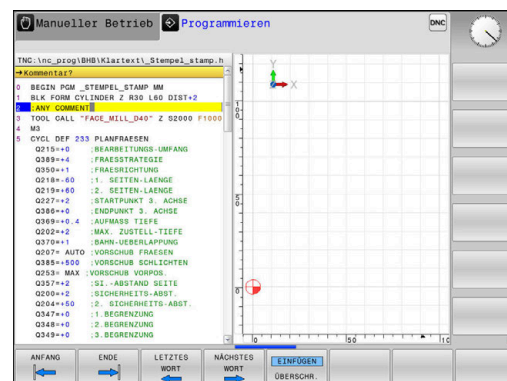 Manueller Betrieb
Programmieren
DNC
TNC:\nc_prog\BHB\Klartext\_Stempel_stamp.h
→Kommentar?
0 BEGIN PGM _STEMPEL_STAMP MM
1 BLK FORM CYLINDER Z R30 L60 DIST+2
2 ;ANY COMMENT
3 TOOL CALL "FACE_MILL_D40" Z S2000 F1000
4 M3
5 CYCL DEF 233 PLANFRAESEN
Q215=+0 ;BEARBEITUNGS-UMFANG
Q389=+4 ;FRAESSTRATEGIE
Q350=+1 ;FRAESRICHTUNG
Q218=-60 ;1. SEITEN-LAENGE
Q219=+60 ;2. SEITEN-LAENGE
Q227=+2 ;STARTPUNKT 3. ACHSE
Q386=+0 ;ENDPUNKT 3. ACHSE
Q369=+0.4 ;AUFMASS TIEFE
Q202=+2 ;MAX. ZUSTELL-TIEFE
Q370=+1 ;BAHN-UEBERLAPPUNG
Q207= AUTO ;VORSCHUB FRAESEN
Q385=+500 ;VORSCHUB SCHLICHTEN
Q253= MAX ;VORSCHUB VORPOS.
Q357=+2 ;SI.-ABSTAND SEITE
Q200=+2 ;SICHERHEITS-ABST.
Q204=+50 ;2. SICHERHEITS-ABST.
Q347=+0 ;1.BEGRENZUNG
Q348=+0 ;2.BEGRENZUNG
Q349=+0 ;3.BEGRENZUNG
Y
X
100
50
0
0
50
10
ANFANG
ENDE
LETZTES
WORT
NÄCHSTES
WORT
EINFÜGEN
ÜBERSCHR.